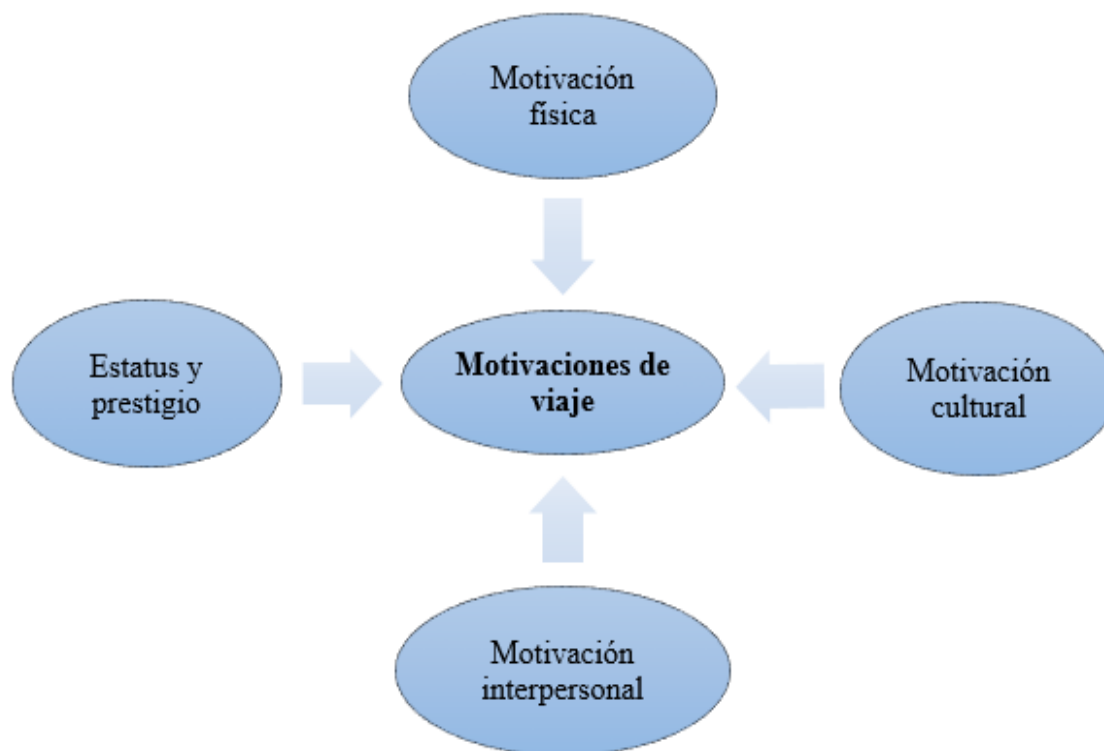 Motivación
física
Estatus y
prestigio
Motivaciones de
viaje
Motivación
cultural
Motivación
interpersonal